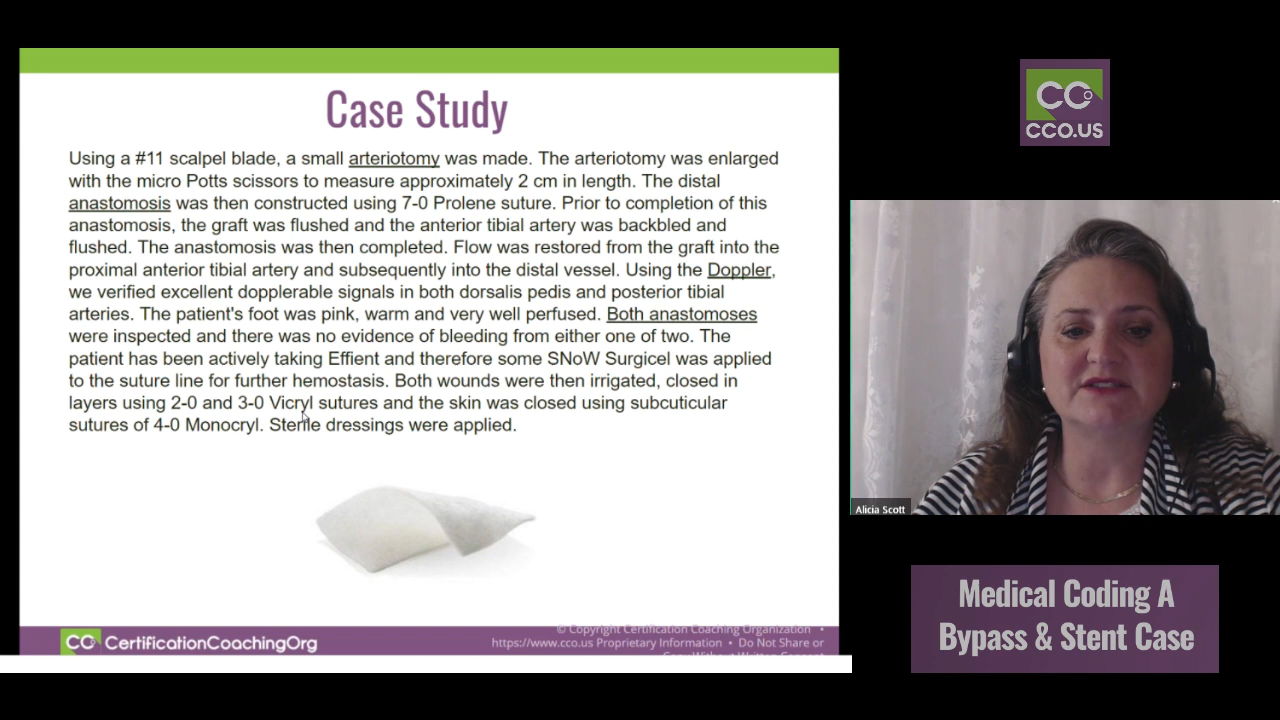 Case Study
Using a #11 scalpel blade, a small arteriotomy was made. The arteriotomy was enlarged
with the micro Potts scissors to measure approximately 2 cm in length. The distal
anastomosis was then constructed using 7-0 Prolene suture. Prior to completion of this
anastomosis, the graft was flushed and the anterior tibial artery was backbled and
flushed. The anastomosis was then completed. Flow was restored from the graft into the
proximal anterior tibial artery and subsequently into the distal vessel. Using the Doppler,
we verified excellent dopplerable signals in both dorsalis pedis and posterior tibial
arteries. The patient's foot was pink, warm and very well perfused. Both anastomoses
were inspected and there was no evidence of bleeding from either one of two. The
patient has been actively taking Effient and therefore some SNoW Surgicel was applied
to the suture line for further hemostasis. Both wounds were then irrigated, closed in
layers using 2-0 and 3-0 Vicryl sutures and the skin was closed using subcuticular
sutures of 4-0 Monocryl. Sterile dressings were applied.
CO CertificationCoachingOrg
© Copyright Certification Coaching Organization •
https://www.cco.us Proprietary Information • Do Not Share or
CCO
CCO.US
Alicia Scott
Medical Coding A
Bypass & Stent Case